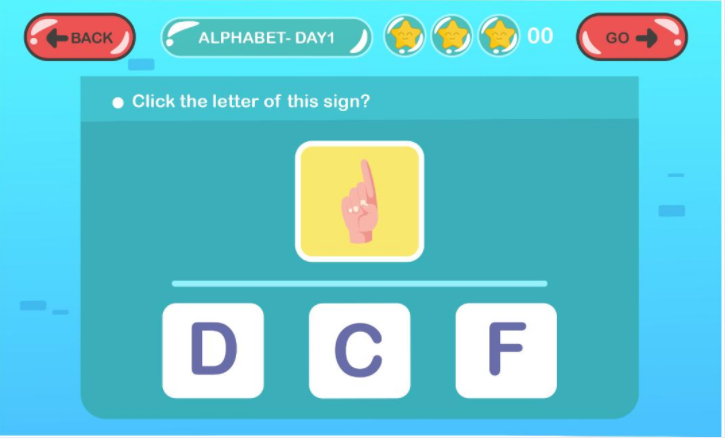 BACK
ALPHABET- DAY1
00
GO
Click the letter of this sign?
D C F